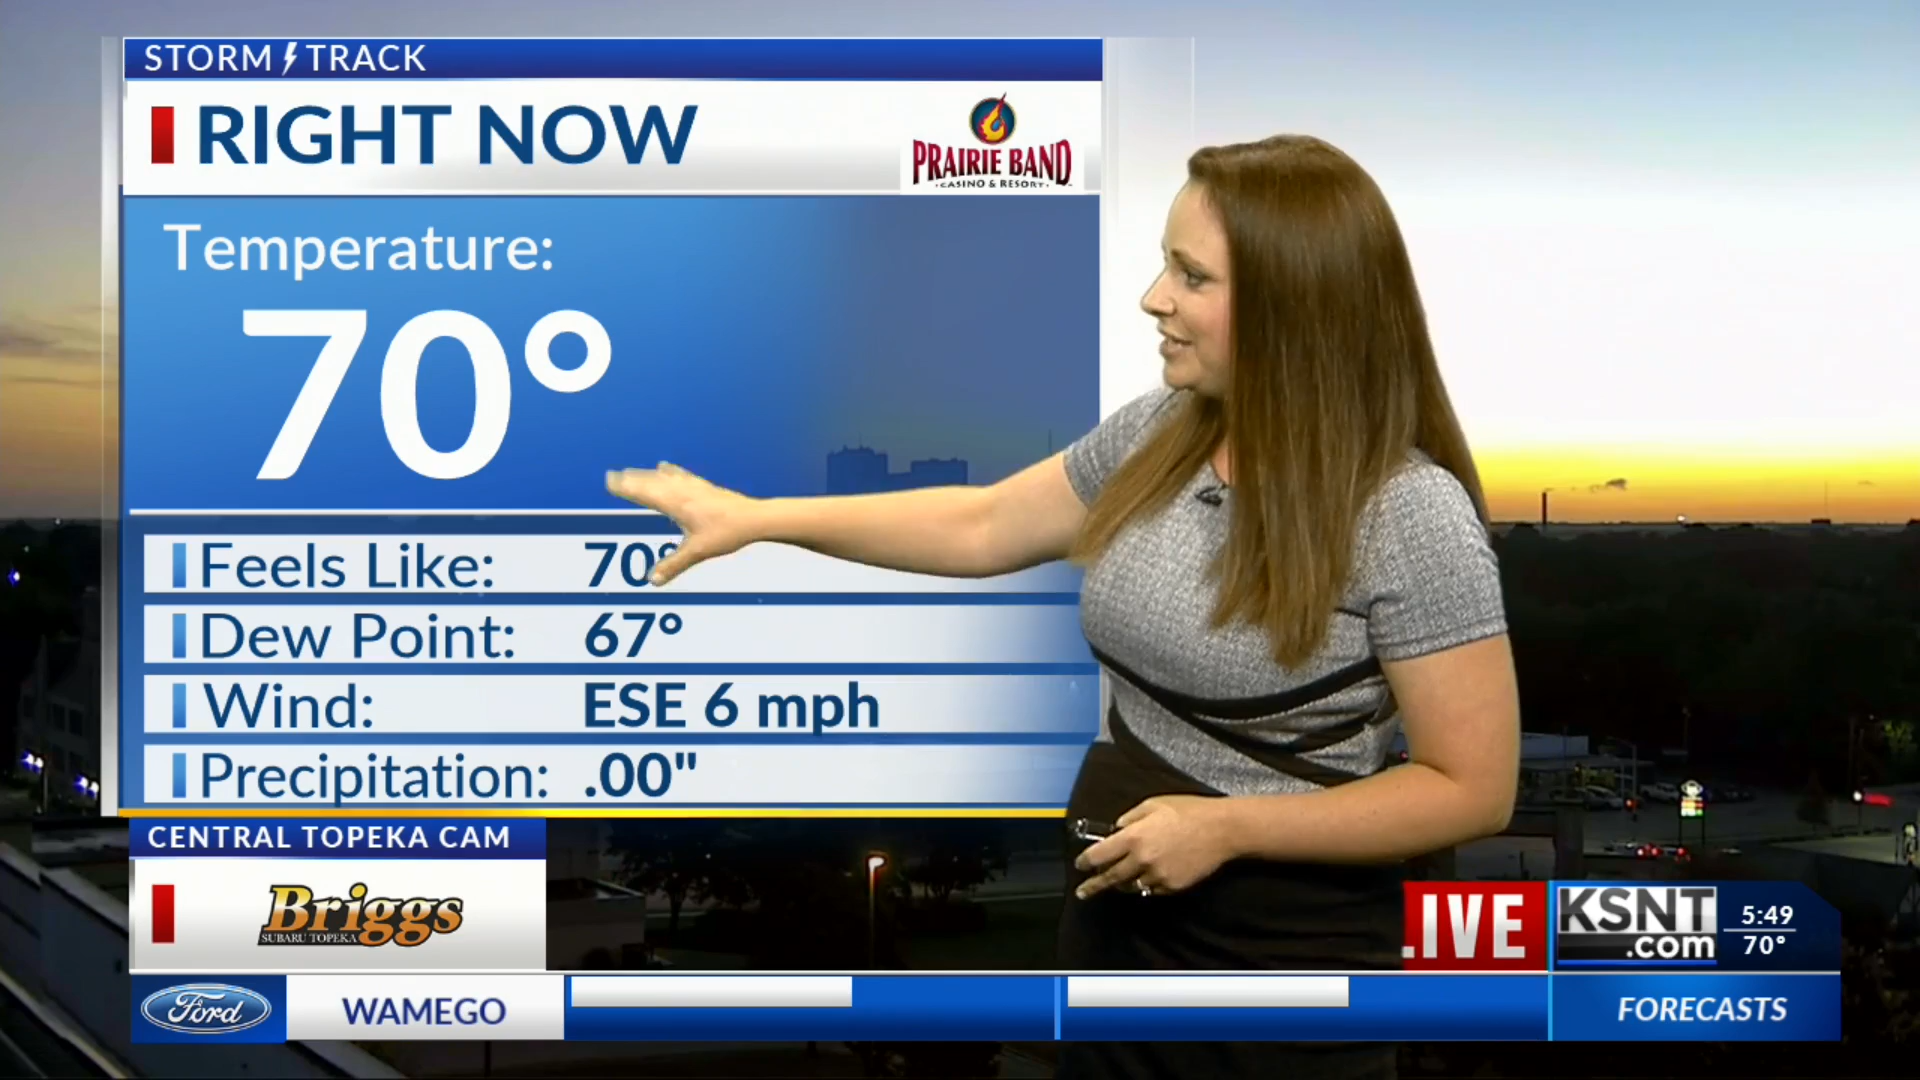 STORM TRACK
RIGHT NOW
PRAIRIE BAND
CASINO & RESORT
Temperature:
70°
Feels Like: 70°
Dew Point: 67°
Wind: ESE 6 mph
Precipitation: .00"
CENTRAL TOPEKA CAM
Briggs
SUBARU TOPEKA
.IVE
KSNT
.com
5:49
70°
Ford
WAMEGO
FORECASTS